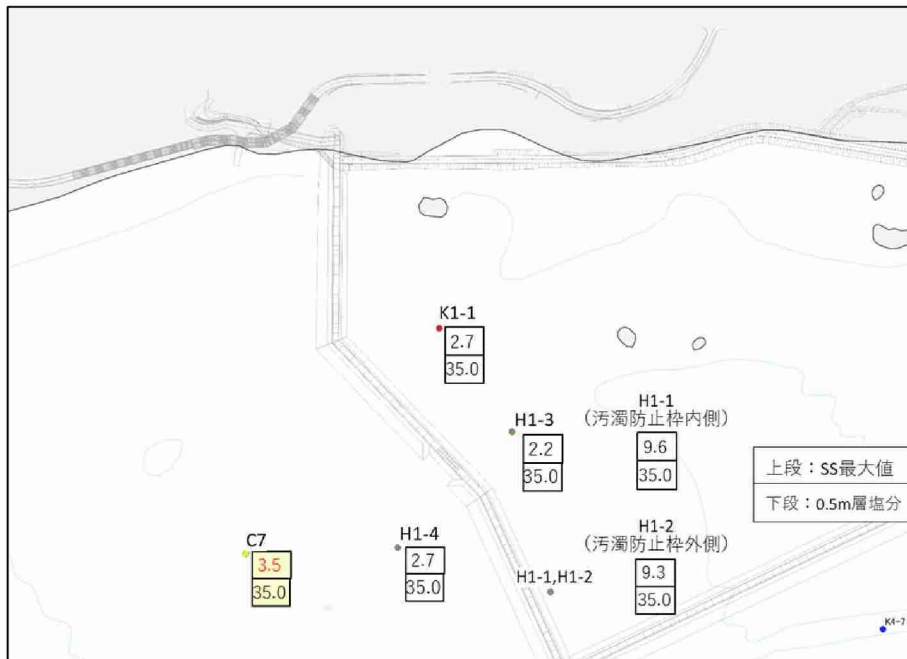 K1-1
2.7
35.0
H1-3
2.2
35.0
H1-1
(汚濁防止枠内側)
9.6
35.0
上段：SS最大値
下段：0.5m層塩分
C7
3.5
35.0
H1-4
2.7
35.0
H1-2
(汚濁防止枠外側)
9.3
35.0
H1-1,H1-2
K4-2